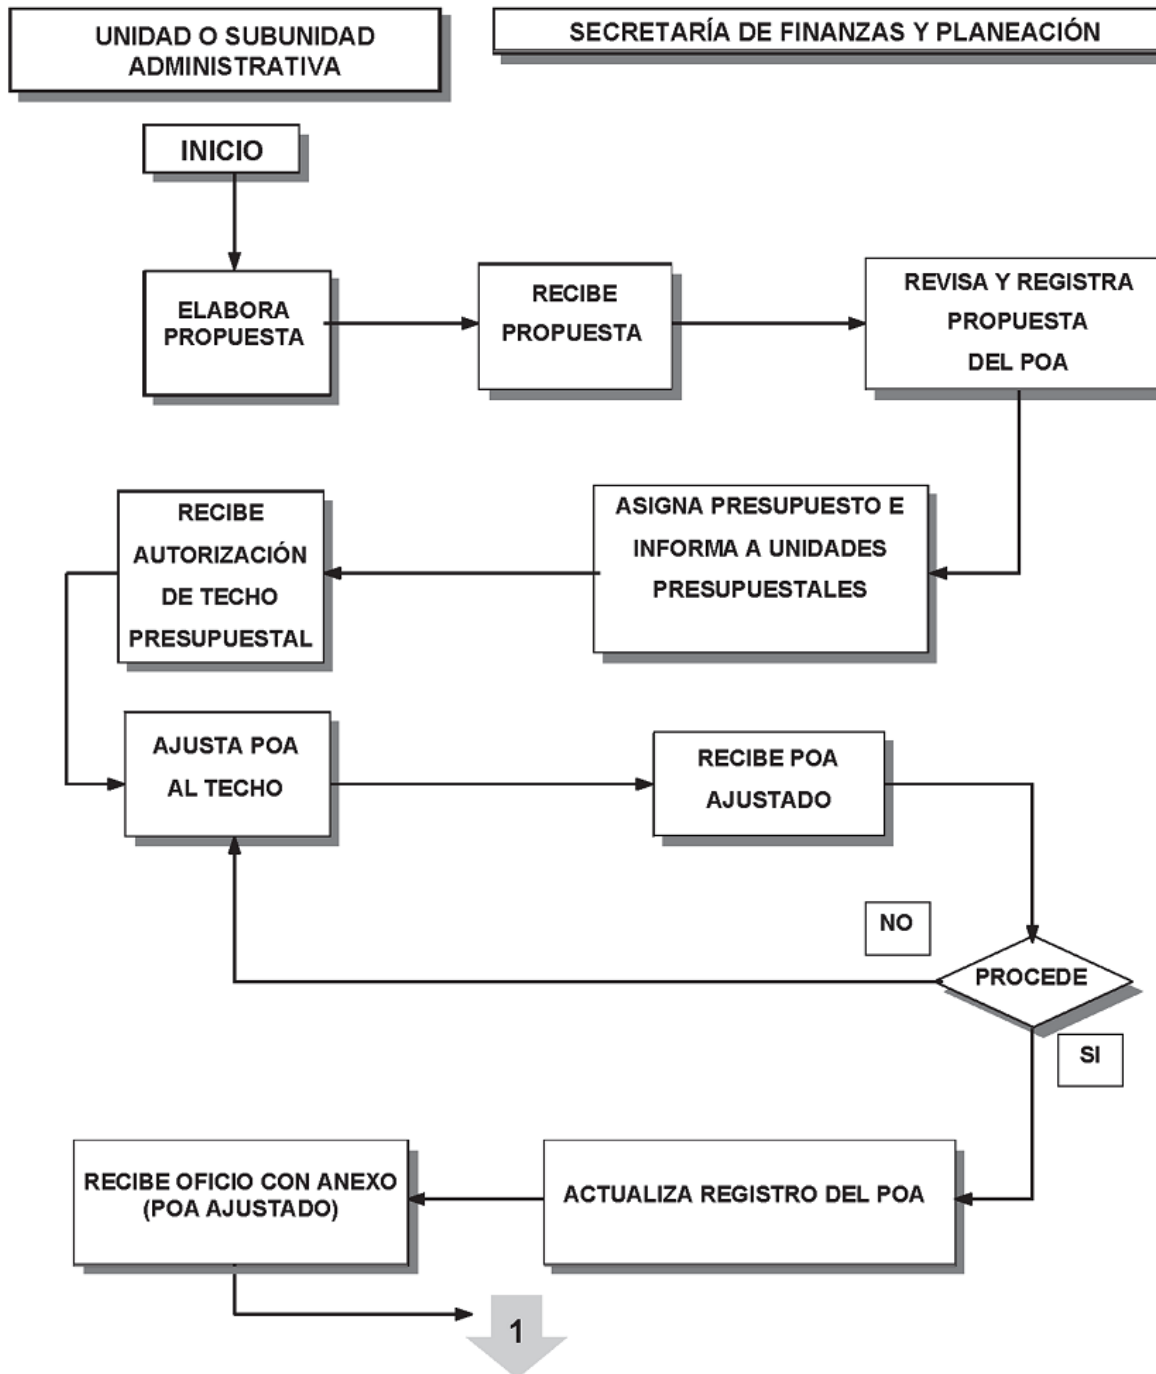 UNIDAD O SUBUNIDAD
ADMINISTRATIVA
SECRETARÍA DE FINANZAS Y PLANEACIÓN
INICIO
ELABORA
PROPUESTA
RECIBE
PROPUESTA
REVISA Y REGISTRA
PROPUESTA
DEL POA
RECIBE
AUTORIZACIÓN
DE TECHO
PRESUPUESTAL
ASIGNA PRESUPUESTO E
INFORMA A UNIDADES
PRESUPUESTALES
AJUSTA POA
AL TECHO
RECIBE POA
AJUSTADO
NO
PROCEDE
SI
RECIBE OFICIO CON ANEXO
(POA AJUSTADO)
ACTUALIZA REGISTRO DEL POA
1